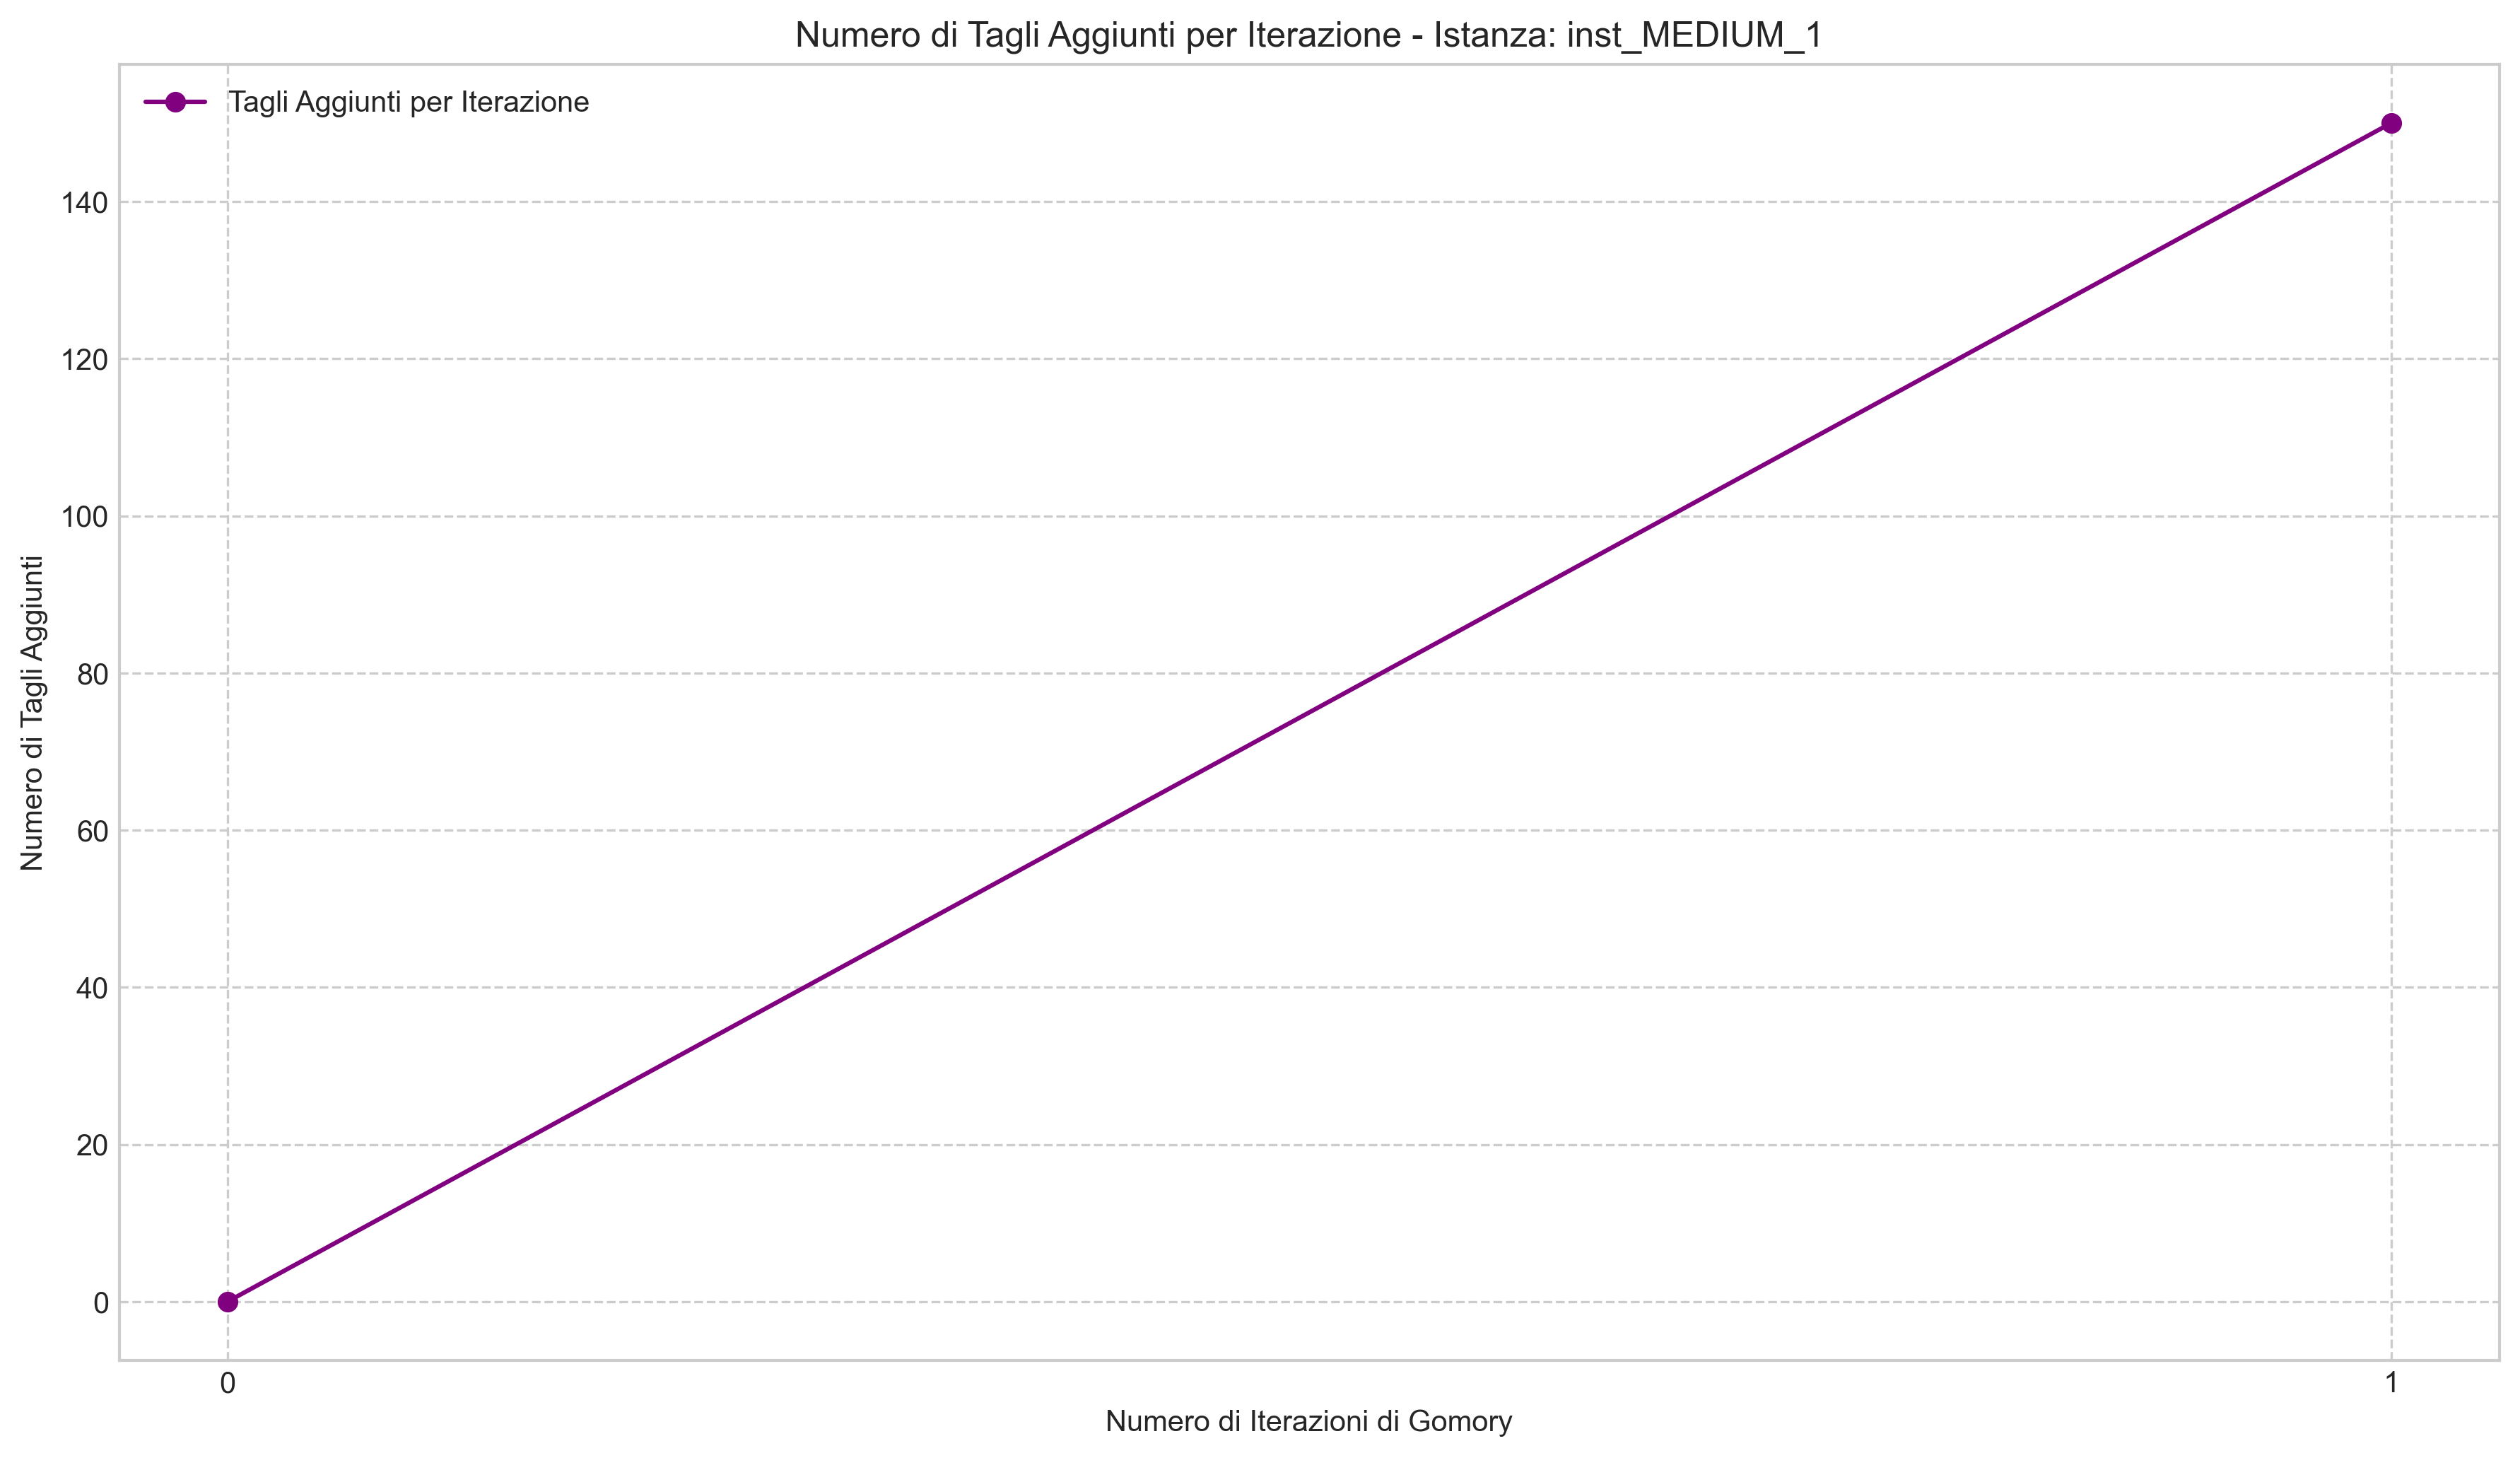 Numero di Tagli Aggiunti per Iterazione - Istanza: inst_MEDIUM_1
Tagli Aggiunti per Iterazione
Numero di Tagli Aggiunti
140
120
100
80
60
40
20
0
0 1
Numero di Iterazioni di Gomory